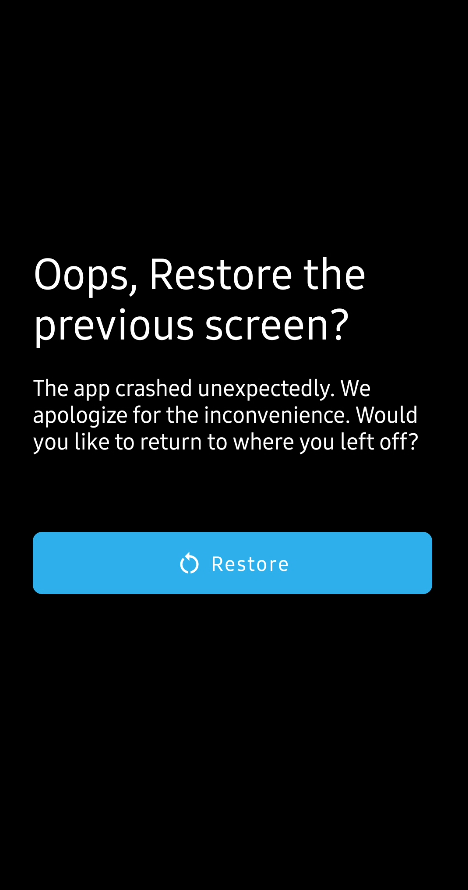 Oops, Restore the
previous screen?
The app crashed unexpectedly. We
apologize for the inconvenience. Would
you like to return to where you left off?
Restore